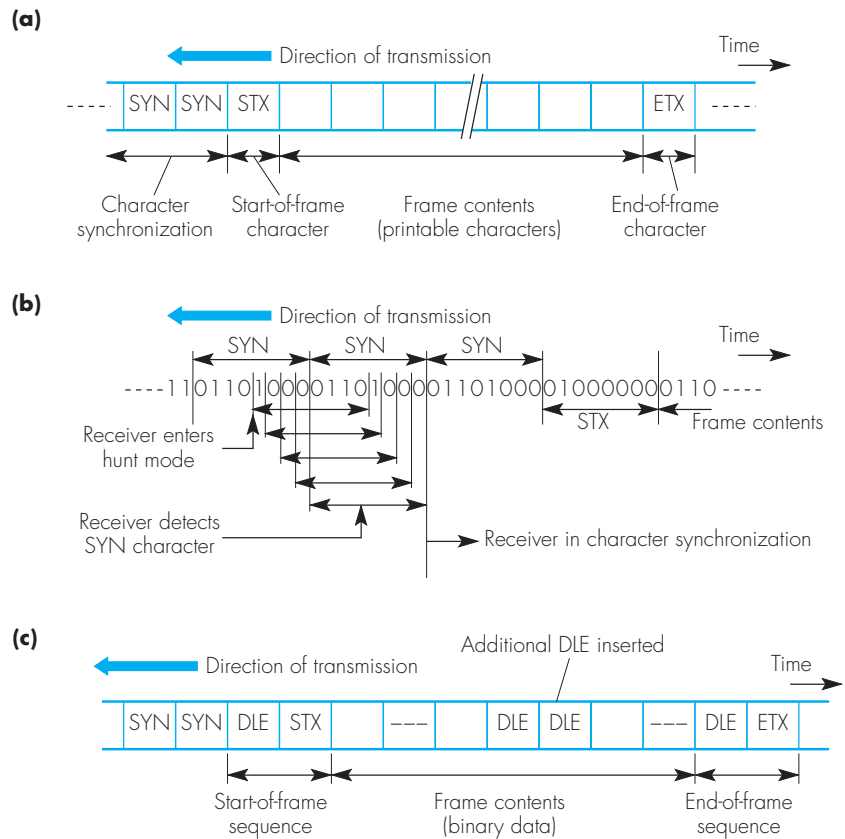 (a)
Direction of transmission
Time
---- SYN SYN STX ETX ----
Character synchronization
Start-of-frame character
Frame contents (printable characters)
End-of-frame character
(b)
Direction of transmission
Time
SYN SYN SYN
----11011010000110100001101000010000000110----
STX
Frame contents
Receiver enters hunt mode
Receiver detects SYN character
Receiver in character synchronization
(c)
Additional DLE inserted
Direction of transmission
Time
SYN SYN DLE STX --- DLE DLE --- DLE ETX
Start-of-frame sequence
Frame contents (binary data)
End-of-frame sequence